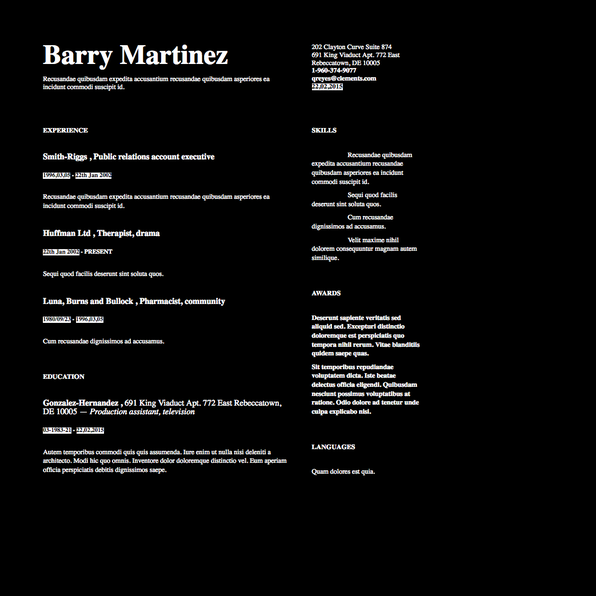 Barry Martinez
Recusandae quibusdam expedita accusantium recusandae quibusdam asperiores ea
incidunt commodi suscipit id.
202 Clayton Curve Suite 874
691 King Viaduct Apt. 772 East
Rebeccatown, DE 10005
1-960-374-9077
qreyes@clements.com
22.02.2015
EXPERIENCE
Smith-Riggs , Public relations account executive
1996.03.05 - 22th Jan 2002
Recusandae quibusdam expedita accusantium recusandae quibusdam asperiores ea
incidunt commodi suscipit id.
Huffman Ltd , Therapist, drama
22th Jan 2002 - PRESENT
Sequi quod facilis deserunt sint soluta quos.
Luna, Burns and Bullock , Pharmacist, community
1980/09/23 - 1996.03.05
Cum recusandae dignissimos ad accusamus.
EDUCATION
Gonzalez-Hernandez , 691 King Viaduct Apt. 772 East Rebeccatown,
DE 10005 — Production assistant, television
03-1983-21 - 22.02.2015
Autem temporibus commodi quis quis assumenda. Iure enim ut nulla nisi deleniti a
architecto. Modi hic quo omnis. Inventore dolor doloremque distinctio vel. Eum aperiam
officia perspiciatis debitis dignissimos saepe.
SKILLS
Recusandae quibusdam
expedita accusantium recusandae
quibusdam asperiores ea incidunt
commodi suscipit id.
Sequi quod facilis
deserunt sint soluta quos.
Cum recusandae
dignissimos ad accusamus.
Velit maxime nihil
dolorem consequuntur magnam autem
similique.
AWARDS
Deserunt sapiente veritatis sed
aliquid sed. Excepturi distinctio
doloremque est perspiciatis quo
tempora nihil rerum. Vitae blanditiis
quidem saepe quas.
Sit temporibus repudiandae
voluptatem dicta. Iste beatae
delectus officia eligendi. Quibusdam
nesciunt possimus voluptatibus at
ratione. Odio dolore ad tenetur unde
culpa explicabo nisi.
LANGUAGES
Quam dolores est quia.